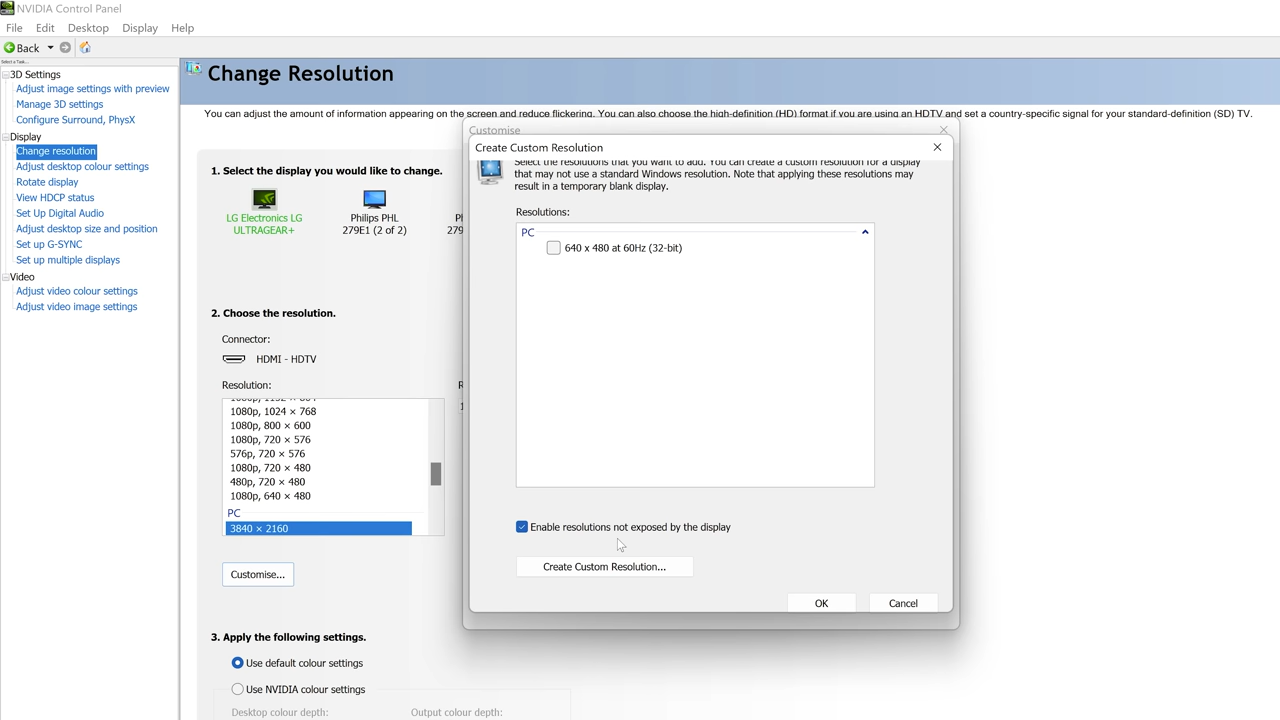 NVIDIA Control Panel
File Edit Desktop Display Help
Back
Select a Task...
3D Settings
Adjust image settings with preview
Manage 3D settings
Configure Surround, PhysX
Display
Change resolution
Adjust desktop colour settings
Rotate display
View HDCP status
Set Up Digital Audio
Adjust desktop size and position
Set up G-SYNC
Set up multiple displays
Video
Adjust video colour settings
Adjust video image settings
Change Resolution
You can adjust the amount of information appearing on the screen and reduce flickering. You can also choose the high-definition (HD) format if you are using an HDTV and set a country-specific signal for your standard-definition (SD) TV.
1. Select the display you would like to change.
LG Electronics LG
ULTRAGEAR+
Philips PHL
279E1 (2 of 2)
Ph
279
2. Choose the resolution.
Connector:
HDMI - HDTV
Resolution:
R
1080p, 1024 × 768
1080p, 800 × 600
1080p, 720 × 576
576p, 720 × 576
1080p, 720 × 480
480p, 720 × 480
1080p, 640 × 480
PC
3840 × 2160
Customise...
3. Apply the following settings.
Use default colour settings
Use NVIDIA colour settings
Desktop colour depth:
Output colour depth:
Customise
Create Custom Resolution
Select the resolutions that you want to add. You can create a custom resolution for a display
that may not use a standard Windows resolution. Note that applying these resolutions may
result in a temporary blank display.
Resolutions:
PC
640 x 480 at 60Hz (32-bit)
Enable resolutions not exposed by the display
Create Custom Resolution...
OK
Cancel